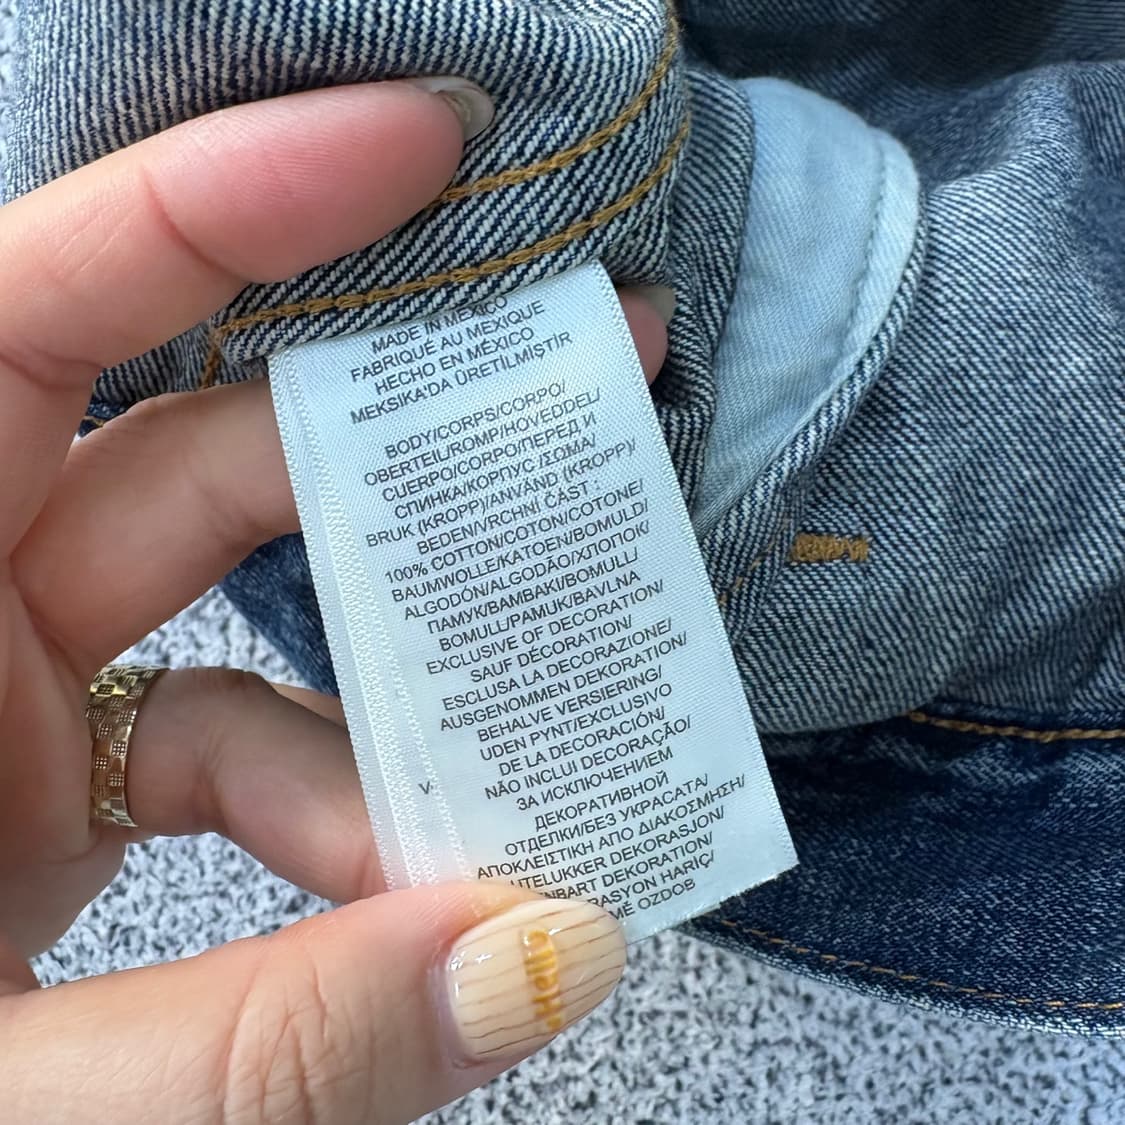 MADE IN MEXICO
FABRIQUÉ AU MEXIQUE
HECHO EN MÉXICO
MEKSİKA'DA ÜRETİLMİŞTİR
BODY/CORPS/CORPO/
OBERTEIL/ROMP/HOVEDDEL/
CUERPO/CORPO/ПЕРЕД И
СПИНКА/КОРПУС /ΣΩΜΑ/
BRUK (KROPP)/ANVÄND (KROPP)/
BEDEN/VRCHNÍ ČÁST :
100% COTTON/COTON/COTONE/
BAUMWOLLE/KATOEN/BOMULD/
ALGODÓN/ALGODÃO/ХЛОПОК/
ПАМУК/ΒΑΜΒΑΚΙ/BOMULL/
BOMULL/PAMUK/BAVLNA
EXCLUSIVE OF DECORATION/
SAUF DÉCORATION/
ESCLUSA LA DECORAZIONE/
AUSGENOMMEN DEKORATION/
BEHALVE VERSIERING/
UDEN PYNT/EXCLUSIVO
DE LA DECORACIÓN/
NÃO INCLUI DECORAÇÃO/
ЗА ИСКЛЮЧЕНИЕМ
ДЕКОРАТИВНОЙ
ОТДЕЛКИ/БЕЗ УКРАСАТА/
ΑΠΟΚΛΕΙΣΤΙΚΗ ΑΠΟ ΔΙΑΚΟΣΜΗΣΗ/
UTELUKKER DEKORASJON/
DEKORATION/
HARİÇ/
OZDOB
Hello